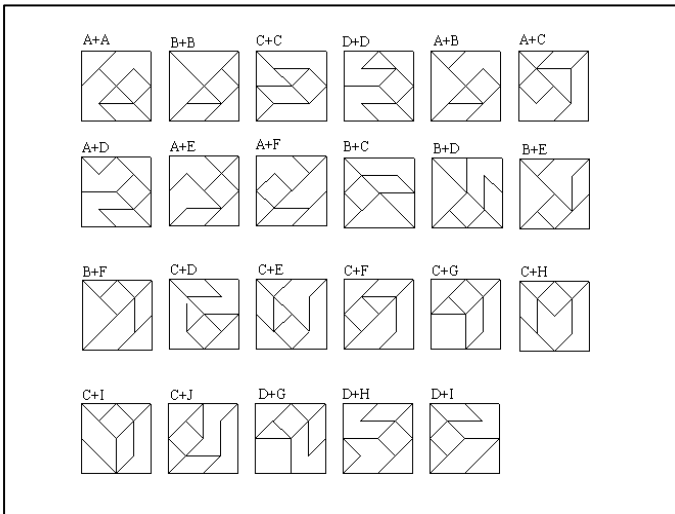 A+A B+B C+C D+D A+B A+C
A+D A+E A+F B+C B+D B+E
B+F C+D C+E C+F C+G C+H
C+I C+J D+G D+H D+I